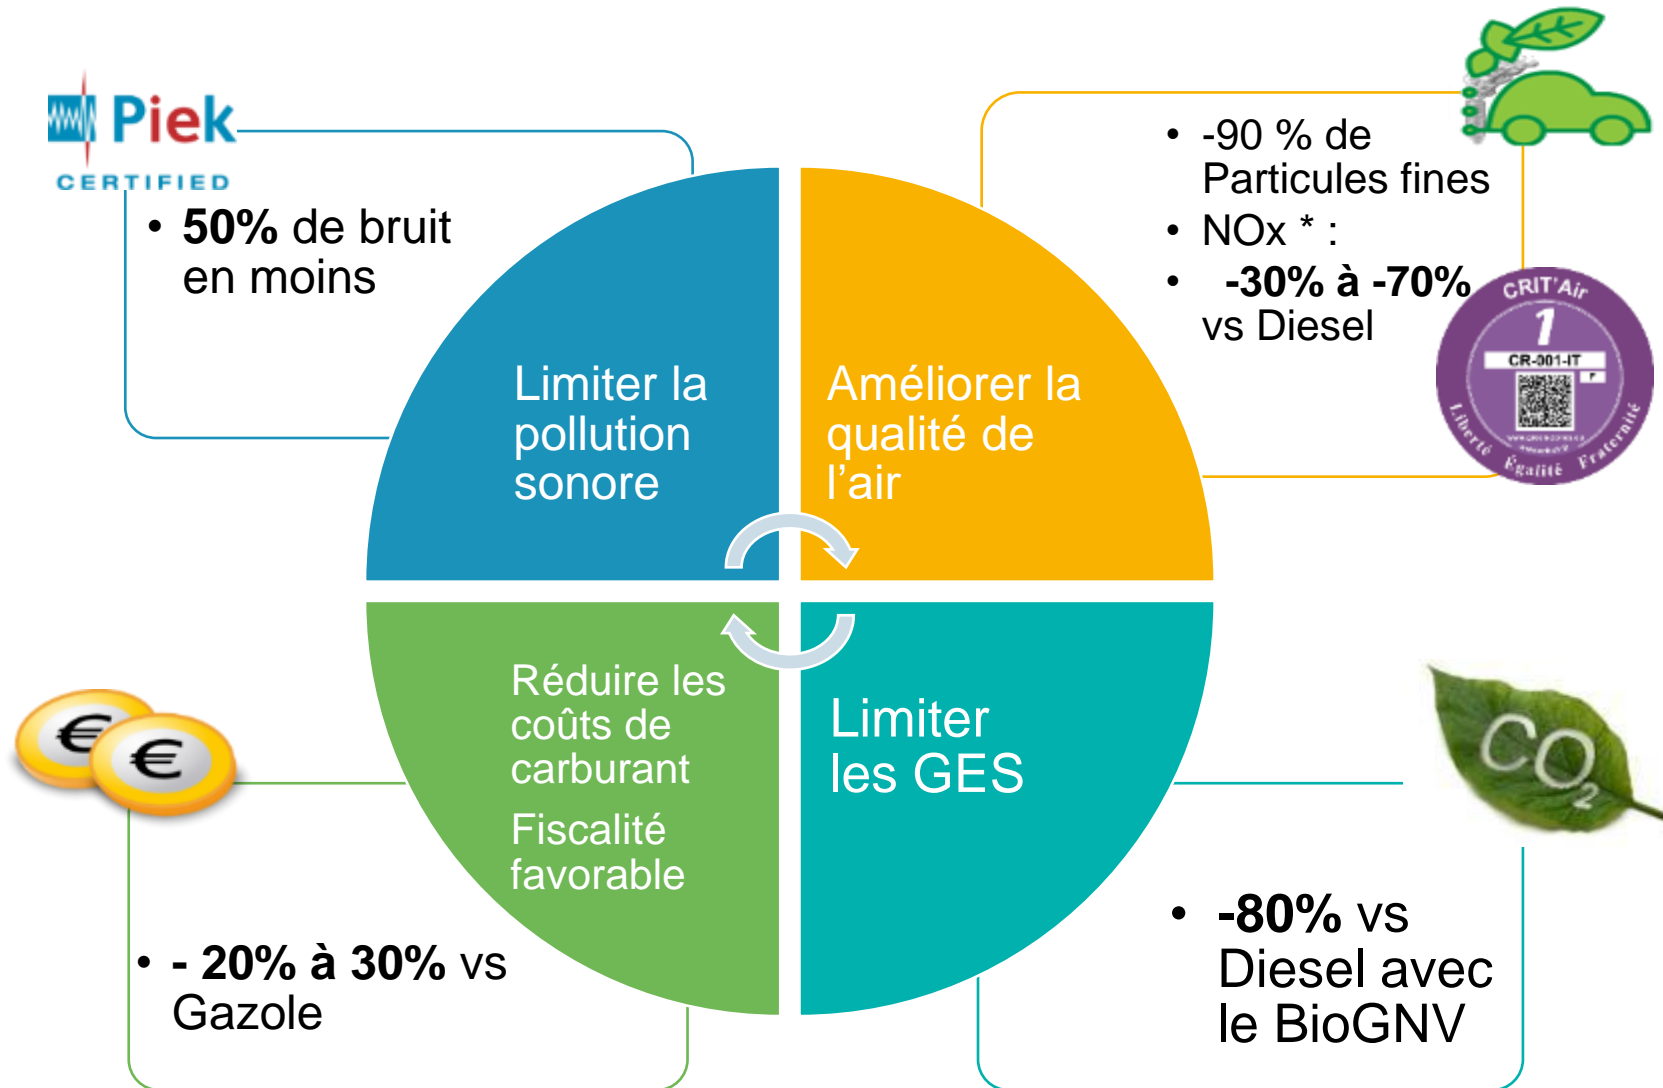 Piek
CERTIFIED
• 50% de bruit
en moins
Limiter la
pollution
sonore
• -90 % de
Particules fines
• NOx * :
• -30% à -70%
vs Diesel
CRIT'Air
1
CR-001-IT
Liberté Égalité Fraternité
Améliorer la
qualité de
l’air
Réduire les
coûts de
carburant
Fiscalité
favorable
€
€
• - 20% à 30% vs
Gazole
Limiter
les GES
CO2
• -80% vs
Diesel avec
le BioGNV